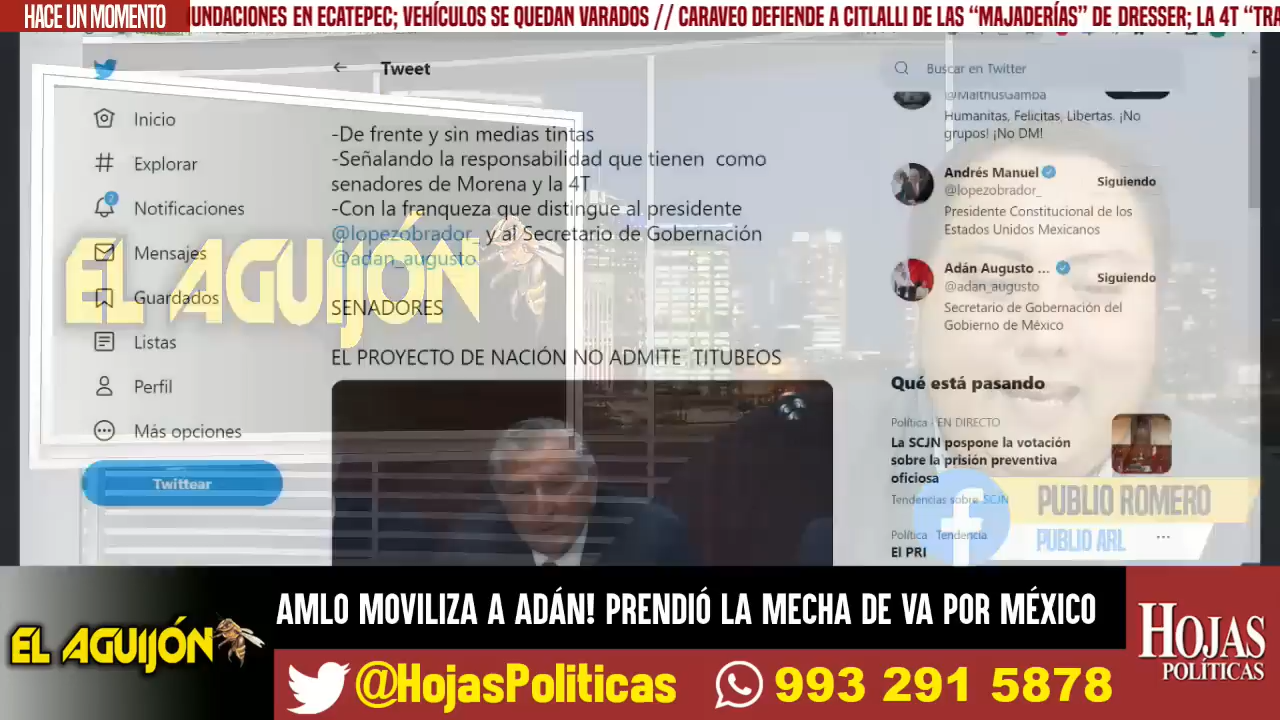 HACE UN MOMENTO
UNDACIONES EN ECATEPEC; VEHÍCULOS SE QUEDAN VARADOS // CARAVEO DEFIENDE A CITLALLI DE LAS “MAJADERÍAS” DE DRESSER; LA 4T “TRA
Tweet
Buscar en Twitter
Inicio
Explorar
2
Notificaciones
Mensajes
Guardados
Listas
Perfil
Más opciones
Twittear
-De frente y sin medias tintas
-Señalando la responsabilidad que tienen como
senadores de Morena y la 4T
-Con la franqueza que distingue al presidente
@lopezobrador_ y al Secretario de Gobernación
@adan_augusto
SENADORES
EL PROYECTO DE NACIÓN NO ADMITE TITUBEOS
EL AGUIJÓN
@MalthusGamba
Humanitas, Felicitas, Libertas. ¡No
grupos! ¡No DM!
Andrés Manuel
Siguiendo
@lopezobrador_
Presidente Constitucional de los
Estados Unidos Mexicanos
Adán Augusto ...
Siguiendo
@adan_augusto
Secretario de Gobernación del
Gobierno de México
Qué está pasando
Política · EN DIRECTO
La SCJN pospone la votación
sobre la prisión preventiva
oficiosa
Tendencias sobre SCJN
Política · Tendencia
El PRI
PUBLIO ROMERO
PUBLIO ARL
EL AGUIJÓN
AMLO MOVILIZA A ADÁN! PRENDIÓ LA MECHA DE VA POR MÉXICO
@HojasPoliticas
993 291 5878
HOJAS
POLÍTICAS